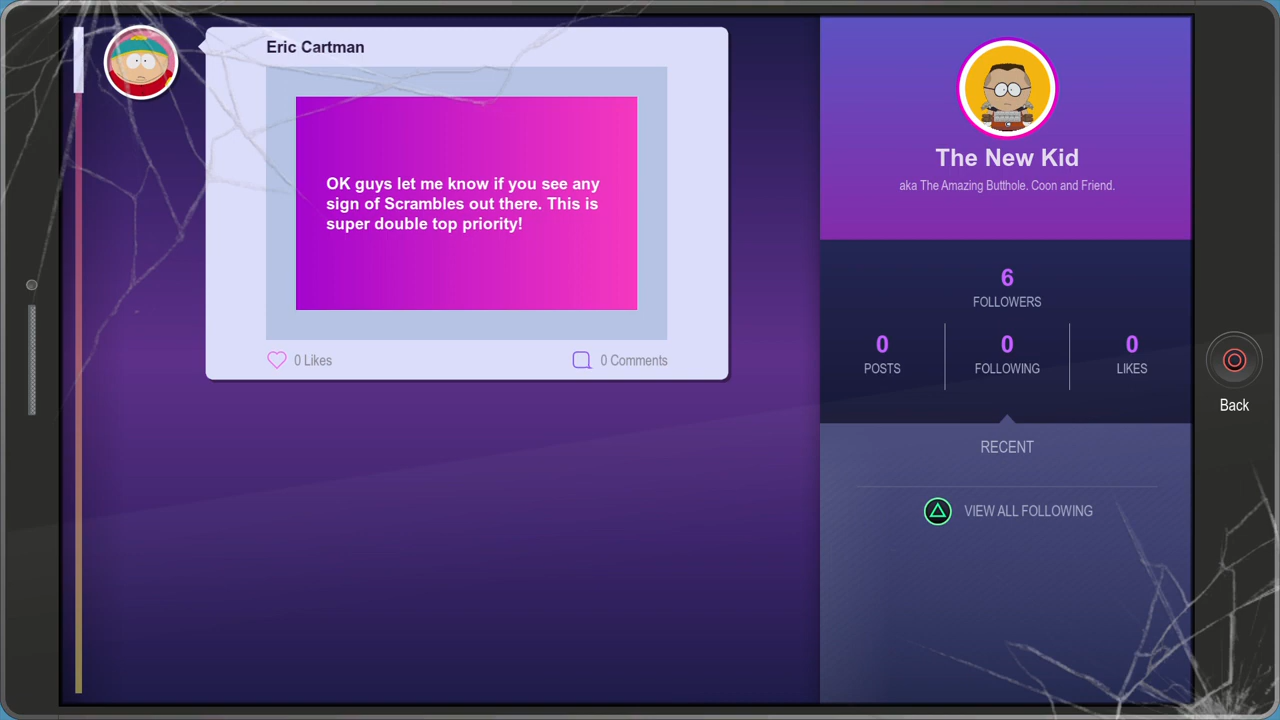 Eric Cartman
OK guys let me know if you see any
sign of Scrambles out there. This is
super double top priority!
0 Likes
0 Comments
The New Kid
aka The Amazing Butthole. Coon and Friend.
6
FOLLOWERS
0
POSTS
0
FOLLOWING
0
LIKES
RECENT
VIEW ALL FOLLOWING
Back